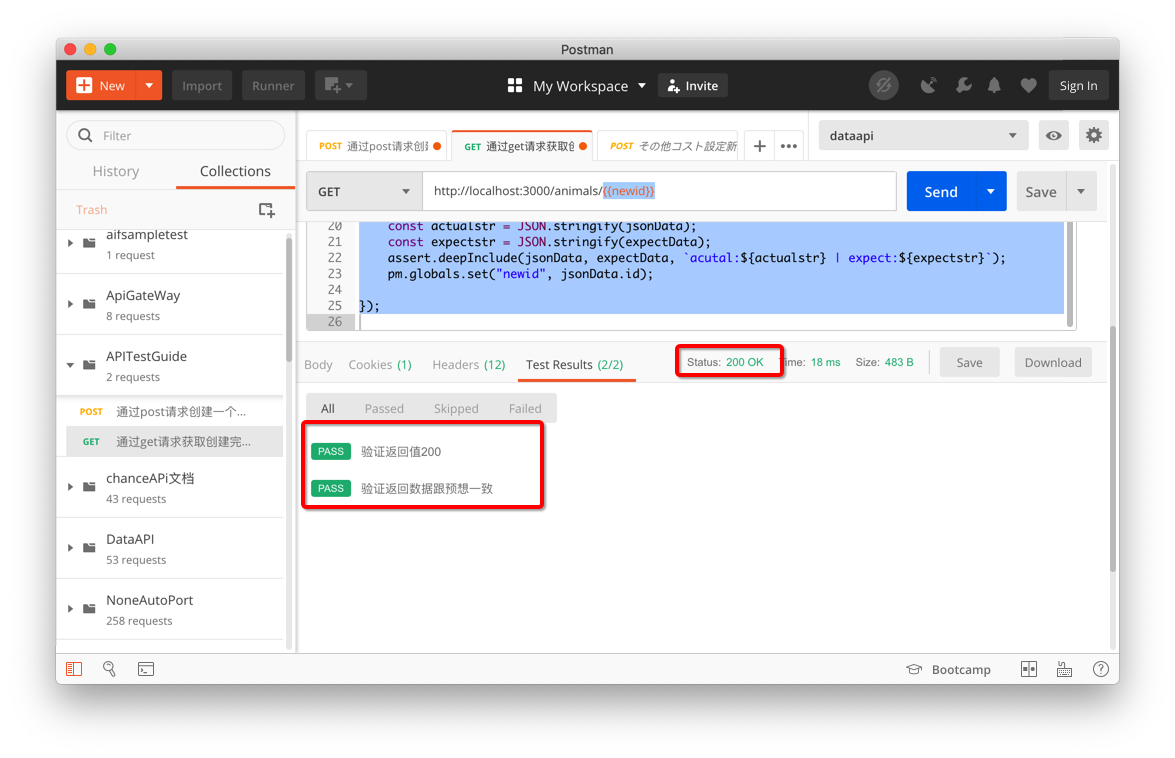 Postman
New
Import
Runner
My Workspace
Invite
Sign In
Filter
History
Collections
Trash
aifsampletest
1 request
ApiGateWay
8 requests
APITestGuide
2 requests
POST 通过post请求创建一个...
GET 通过get请求获取创建完...
chanceAPi文档
43 requests
DataAPI
53 requests
NoneAutoPort
258 requests
POST 通过post请求创
GET 通过get请求获取
POST その他コスト設定新
dataapi
GET
http://localhost:3000/animals/{{newid}}
Send
Save
20 const actualstr = JSON.stringify(jsonData);
21 const expectstr = JSON.stringify(expectData);
22 assert.deepInclude(jsonData, expectData, `acutal:${actualstr} | expect:${expectstr}`);
23 pm.globals.set("newid", jsonData.id);
24
25 });
26
Body
Cookies (1)
Headers (12)
Test Results (2/2)
Status: 200 OK
ime: 18 ms
Size: 483 B
Save
Download
All
Passed
Skipped
Failed
PASS 验证返回值200
PASS 验证返回数据跟预想一致
Bootcamp